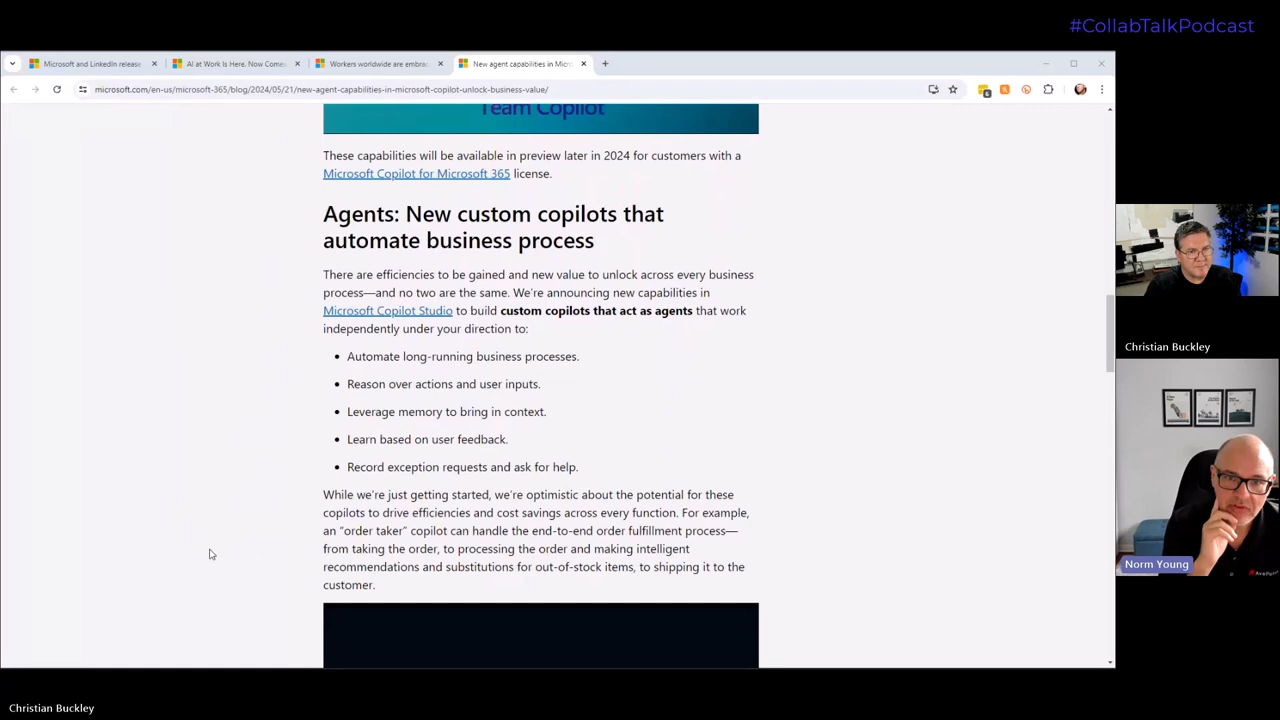 #CollabTalkPodcast
Microsoft and LinkedIn release
AI at Work Is Here. Now Comes
Workers worldwide are embrac
New agent capabilities in Micro
microsoft.com/en-us/microsoft-365/blog/2024/05/21/new-agent-capabilities-in-microsoft-copilot-unlock-business-value/
Team Copilot
These capabilities will be available in preview later in 2024 for customers with a
Microsoft Copilot for Microsoft 365 license.
Agents: New custom copilots that
automate business process
There are efficiencies to be gained and new value to unlock across every business
process—and no two are the same. We're announcing new capabilities in
Microsoft Copilot Studio to build custom copilots that act as agents that work
independently under your direction to:
• Automate long-running business processes.
• Reason over actions and user inputs.
• Leverage memory to bring in context.
• Learn based on user feedback.
• Record exception requests and ask for help.
While we're just getting started, we're optimistic about the potential for these
copilots to drive efficiencies and cost savings across every function. For example,
an "order taker" copilot can handle the end-to-end order fulfillment process—
from taking the order, to processing the order and making intelligent
recommendations and substitutions for out-of-stock items, to shipping it to the
customer.
Christian Buckley
Norm Young
AvePoint
Christian Buckley